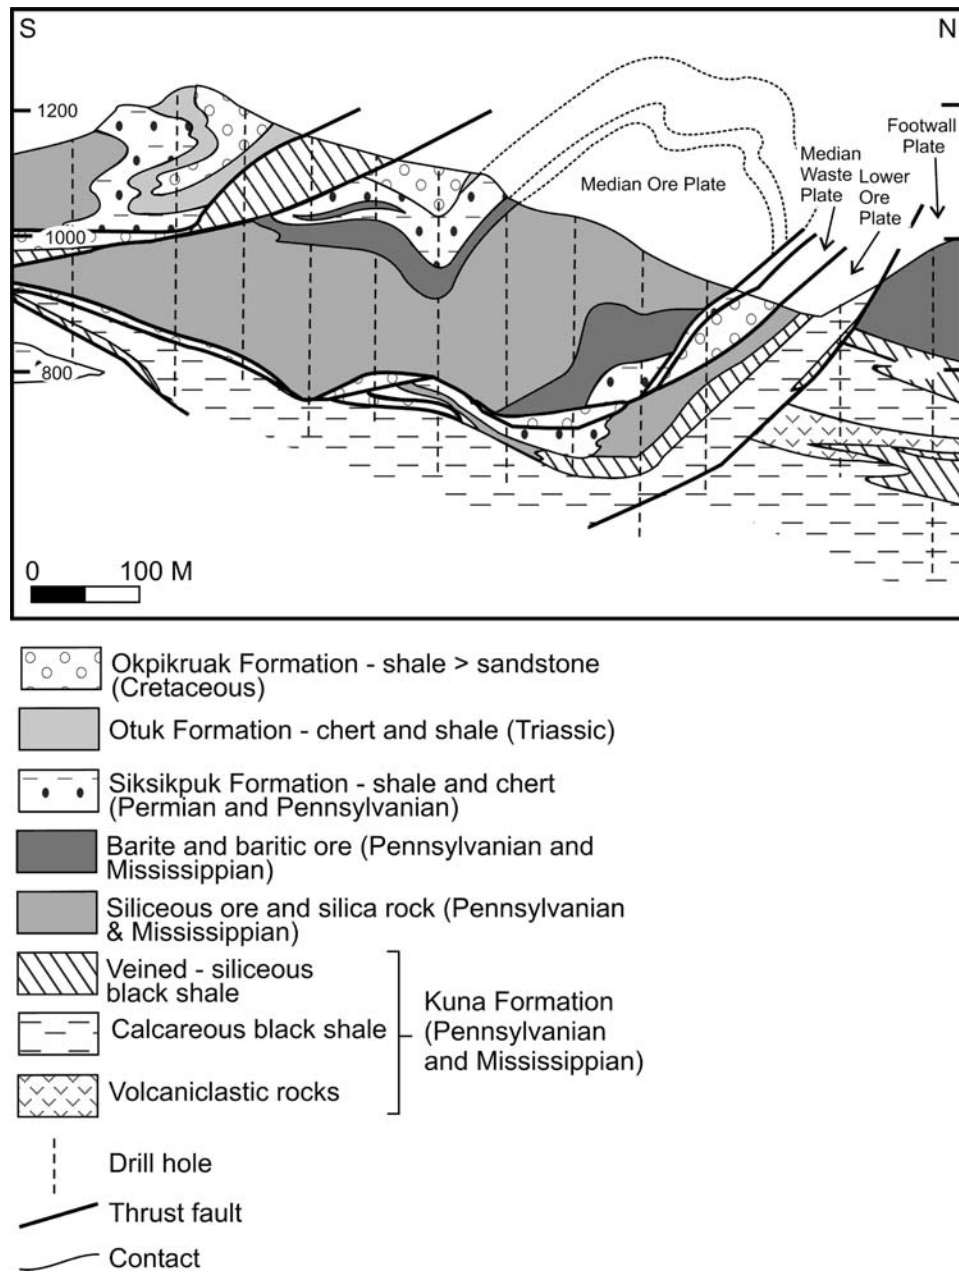 S
N
1200
1000
800
Median Ore Plate
Median
Waste
Plate
Lower
Ore
Plate
Footwall
Plate
0 100 M
Okpikruak Formation - shale > sandstone
(Cretaceous)
Otuk Formation - chert and shale (Triassic)
Siksikpuk Formation - shale and chert
(Permian and Pennsylvanian)
Barite and baritic ore (Pennsylvanian and
Mississippian)
Siliceous ore and silica rock (Pennsylvanian
& Mississippian)
Veined - siliceous
black shale
Calcareous black shale
Volcaniclastic rocks
Kuna Formation
(Pennsylvanian
and Mississippian)
Drill hole
Thrust fault
Contact